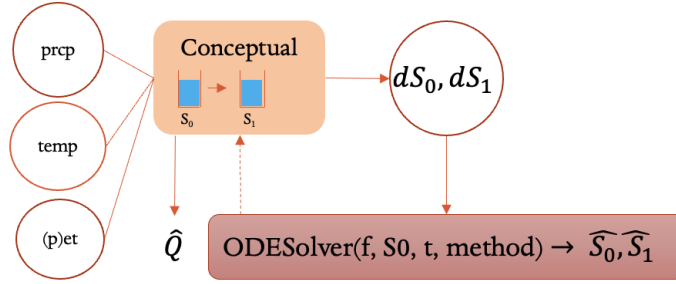 prcp
temp
(p)et
Conceptual
S₀ S₁
dS₀, dS₁
Q̂
ODESolver(f, S0, t, method) → Ŝ₀, Ŝ₁